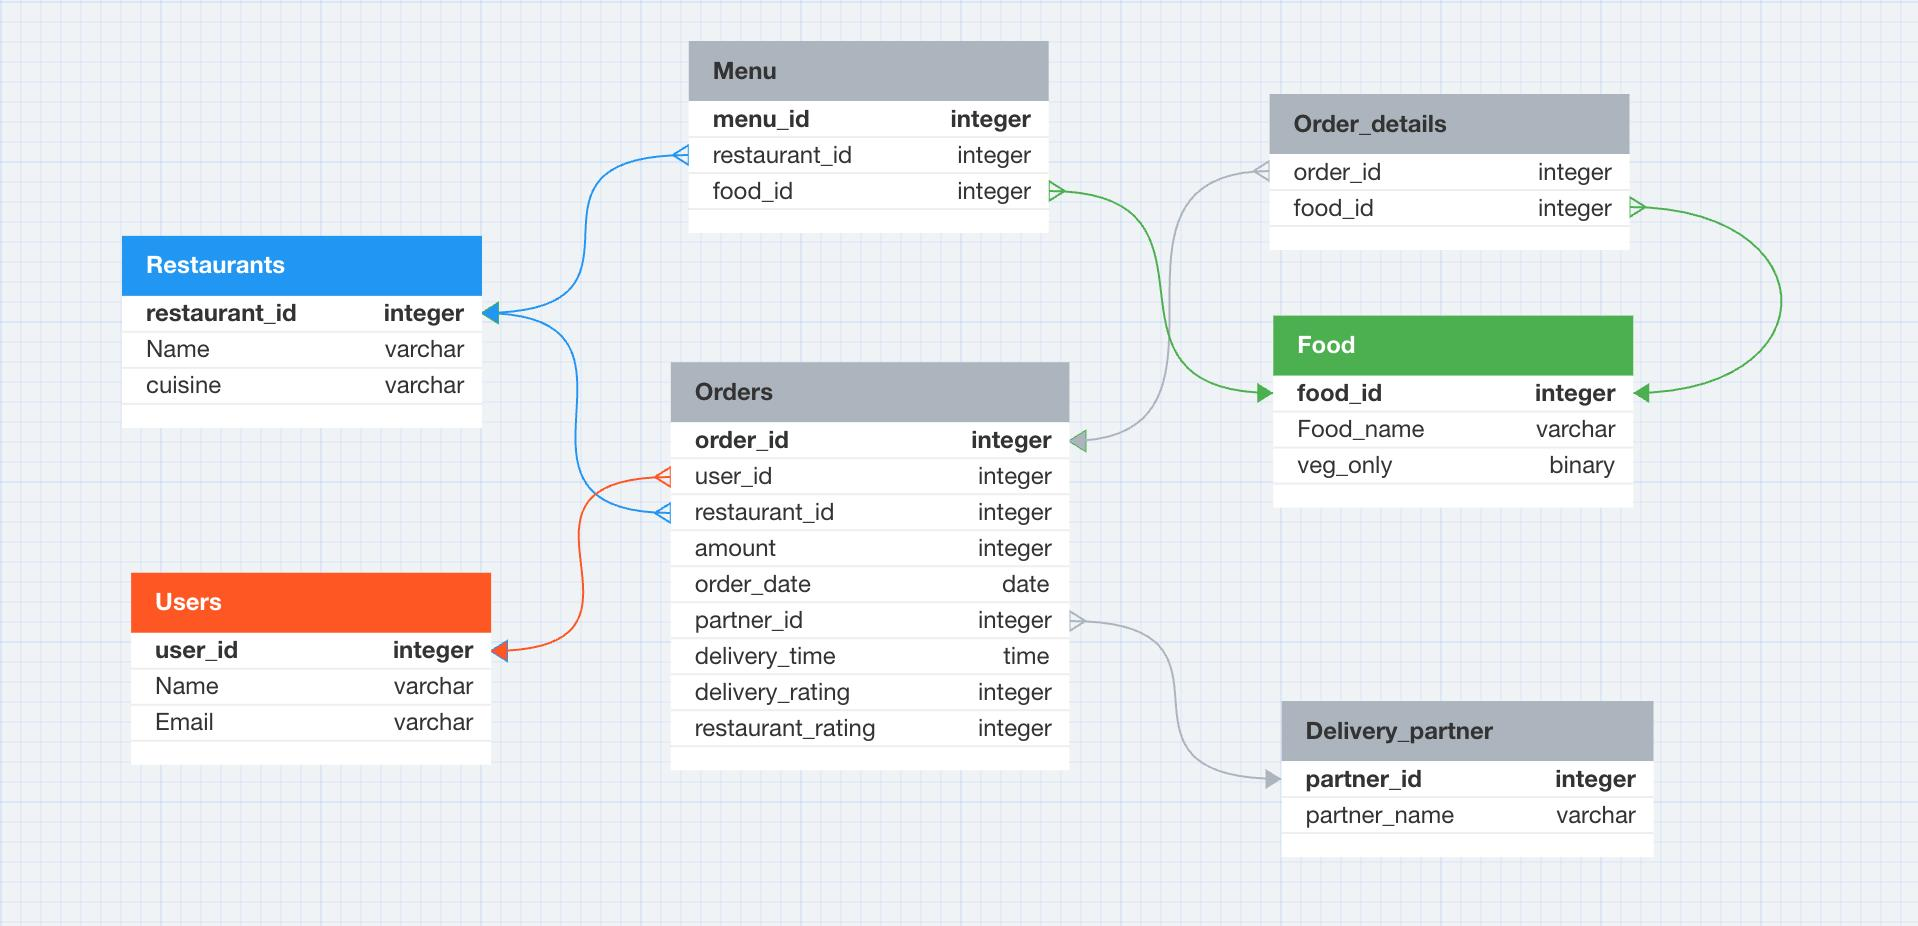 Menu
menu_id integer
restaurant_id integer
food_id integer
Order_details
order_id integer
food_id integer
Restaurants
restaurant_id integer
Name varchar
cuisine varchar
Food
food_id integer
Food_name varchar
veg_only binary
Orders
order_id integer
user_id integer
restaurant_id integer
amount integer
order_date date
partner_id integer
delivery_time time
delivery_rating integer
restaurant_rating integer
Users
user_id integer
Name varchar
Email varchar
Delivery_partner
partner_id integer
partner_name varchar